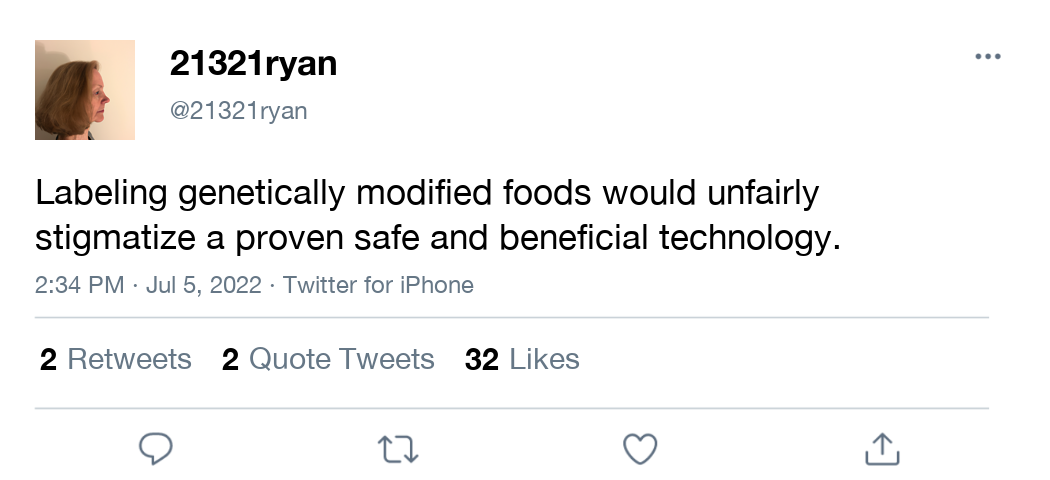 21321ryan
@21321ryan
Labeling genetically modified foods would unfairly
stigmatize a proven safe and beneficial technology.
2:34 PM · Jul 5, 2022 · Twitter for iPhone
2 Retweets 2 Quote Tweets 32 Likes